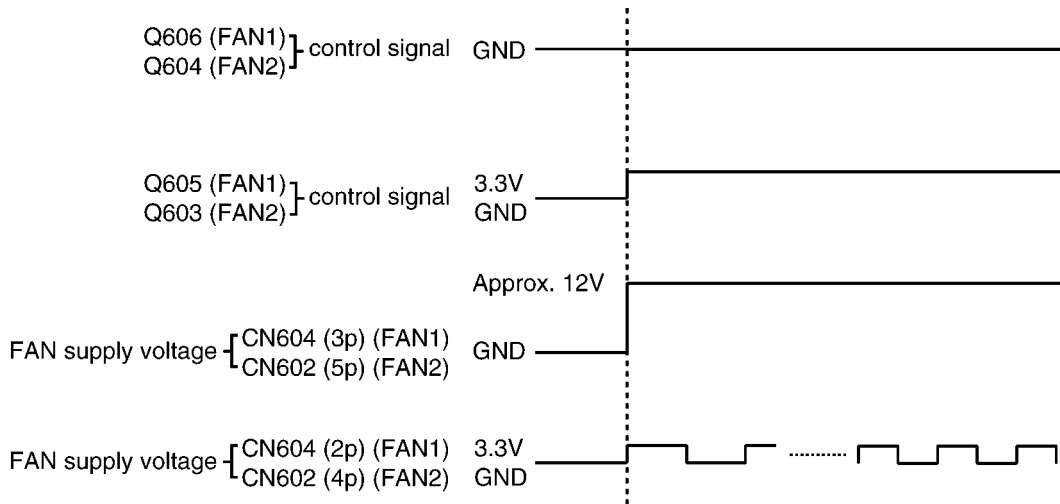 Q606 (FAN1)
Q604 (FAN2)
control signal
GND
Q605 (FAN1)
Q603 (FAN2)
control signal
3.3V
GND
Approx. 12V
FAN supply voltage
CN604 (3p) (FAN1)
CN602 (5p) (FAN2)
GND
FAN supply voltage
CN604 (2p) (FAN1)
CN602 (4p) (FAN2)
3.3V
GND